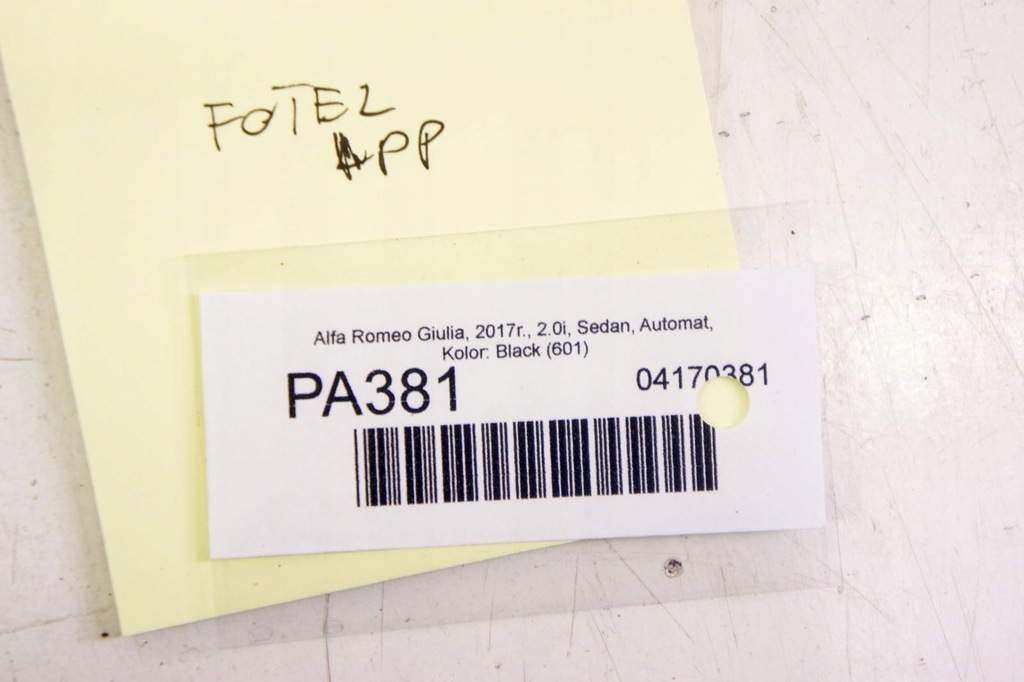 FOTEL
APP
Alfa Romeo Giulia, 2017r., 2.0i, Sedan, Automat,
Kolor: Black (601)
PA381
04170381